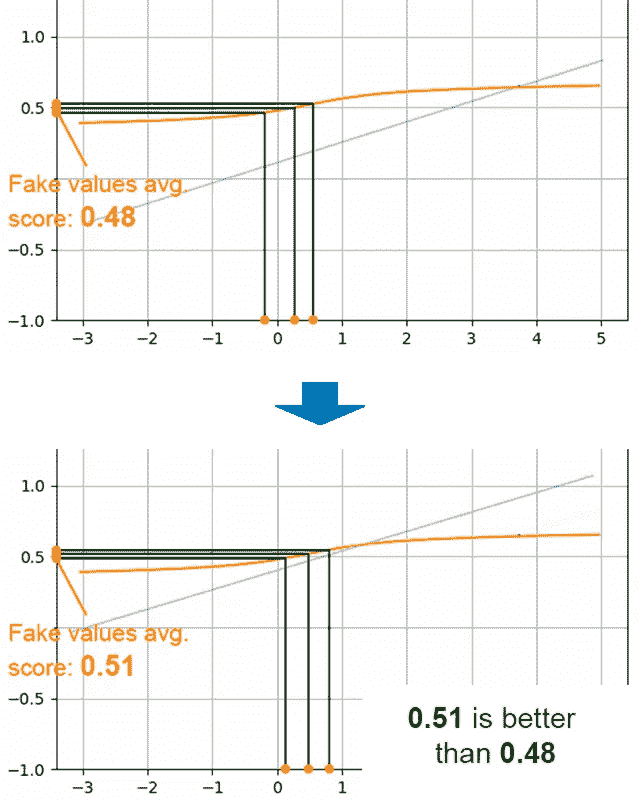 1.0
0.5
Fake values avg.
score: 0.48
−0.5
−1.0
−3 −2 −1 0 1 2 3 4 5
1.0
0.5
Fake values avg.
score: 0.51
−0.5
0.51 is better
than 0.48
−1.0
−3 −2 −1 0 1